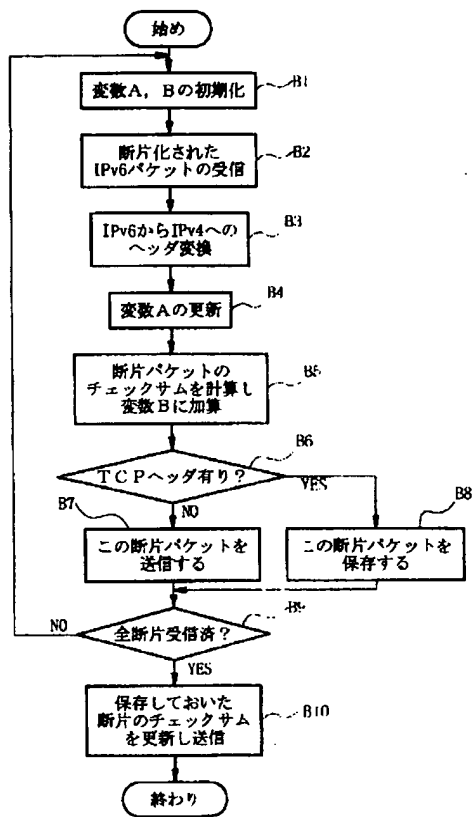 始め
変数A，Bの初期化
B1
断片化された
IPv6パケットの受信
B2
IPv6からIPv4への
ヘッダ変換
B3
変数Aの更新
B4
断片パケットの
チェックサムを計算し
変数Bに加算
B5
TCPヘッダ有り？
B6
YES
NO
B7
この断片パケットを
送信する
B8
この断片パケットを
保存する
全断片受信済？
B9
NO
YES
保存しておいた
断片のチェックサム
を更新し送信
B10
終わり